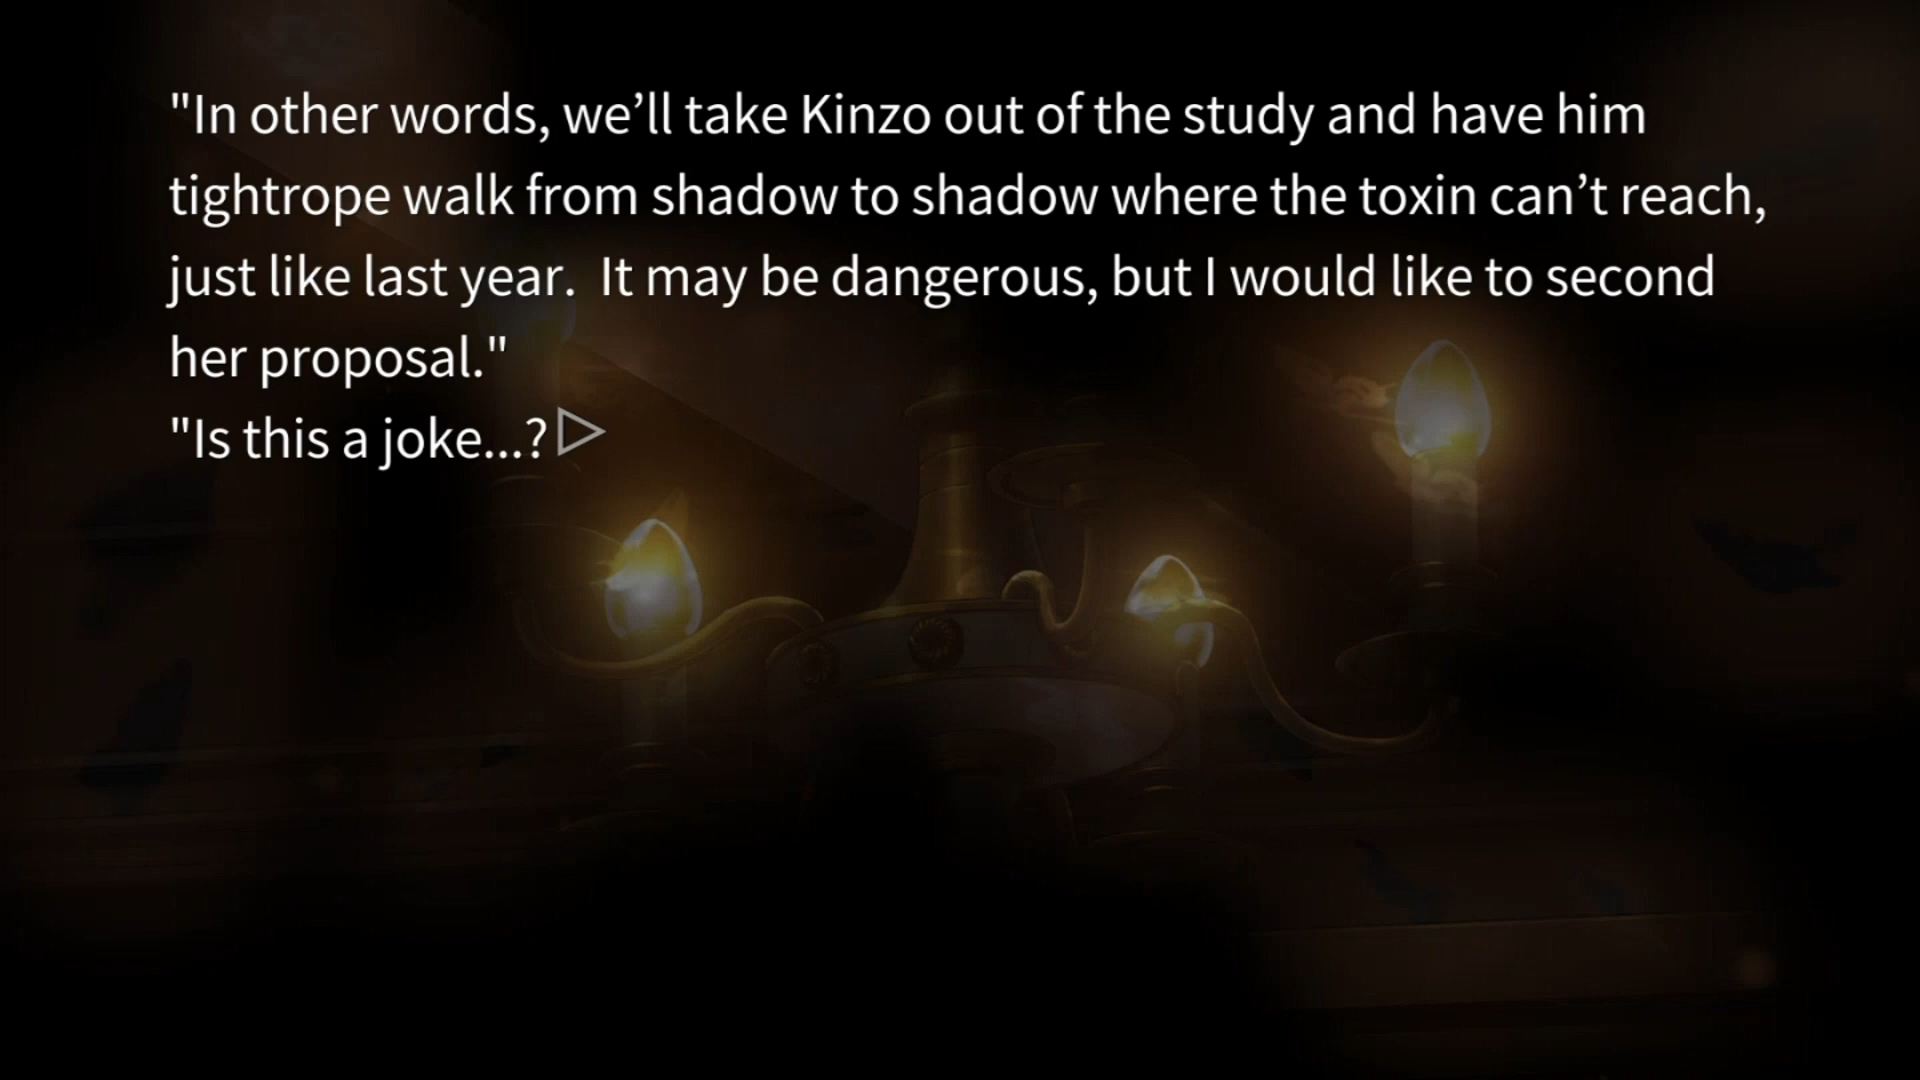 "In other words, we’ll take Kinzo out of the study and have him
tightrope walk from shadow to shadow where the toxin can’t reach,
just like last year.  It may be dangerous, but I would like to second
her proposal."
"Is this a joke...?